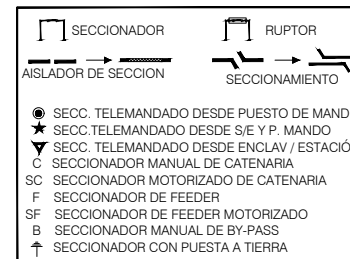 SECCIONADOR RUPTOR
AISLADOR DE SECCION SECCIONAMIENTO
SECC. TELEMANDADO DESDE PUESTO DE MAND
SECC.TELEMANDADO DESDE S/E Y P. MANDO
SECC. TELEMANDADO DESDE ENCLAV / ESTACIÓ
C SECCIONADOR MANUAL DE CATENARIA
SC SECCIONADOR MOTORIZADO DE CATENARIA
F SECCIONADOR DE FEEDER
SF SECCIONADOR DE FEEDER MOTORIZADO
B SECCIONADOR MANUAL DE BY-PASS
SECCIONADOR CON PUESTA A TIERRA